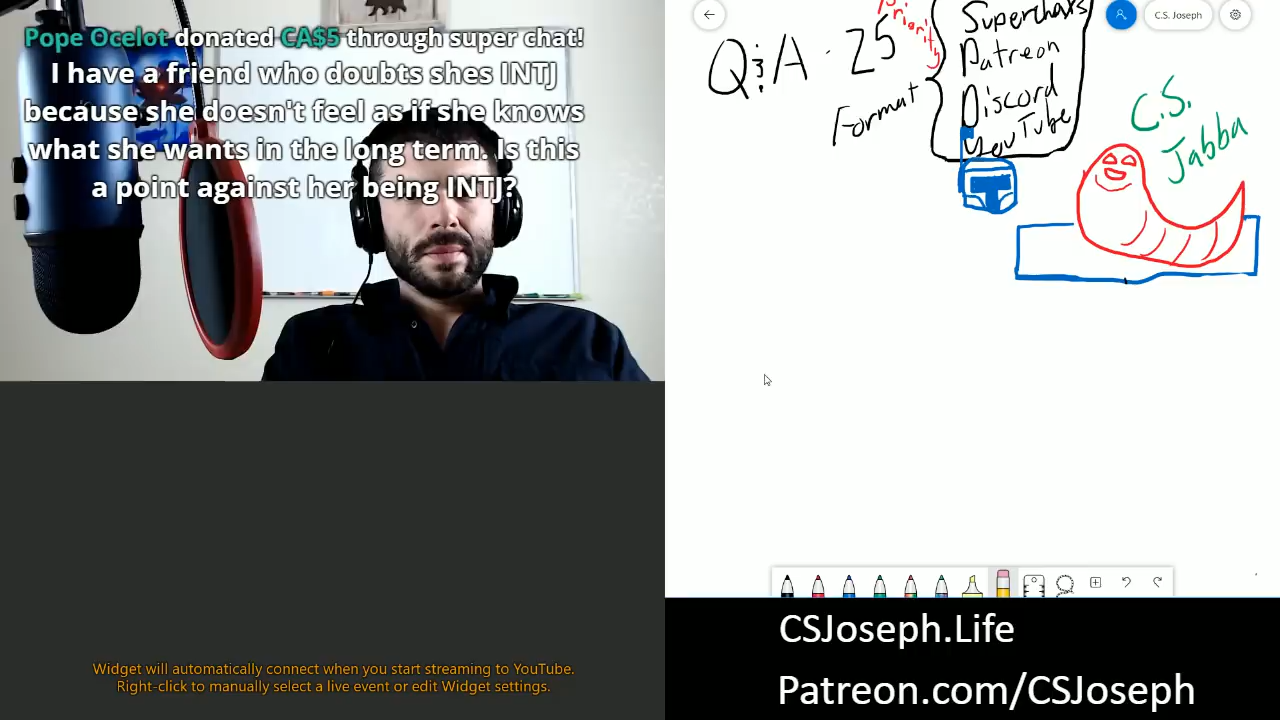 Pope Ocelot donated CA$5 through super chat!
I have a friend who doubts shes INTJ
because she doesn't feel as if she knows
what she wants in the long term. Is this
a point against her being INTJ?
Q&A - 25
Format
Priority
Superchats
Patreon
Discord
YouTube
C.S. Joseph
C.S.
Jabba
Widget will automatically connect when you start streaming to YouTube.
Right-click to manually select a live event or edit Widget settings.
CSJoseph.Life
Patreon.com/CSJoseph